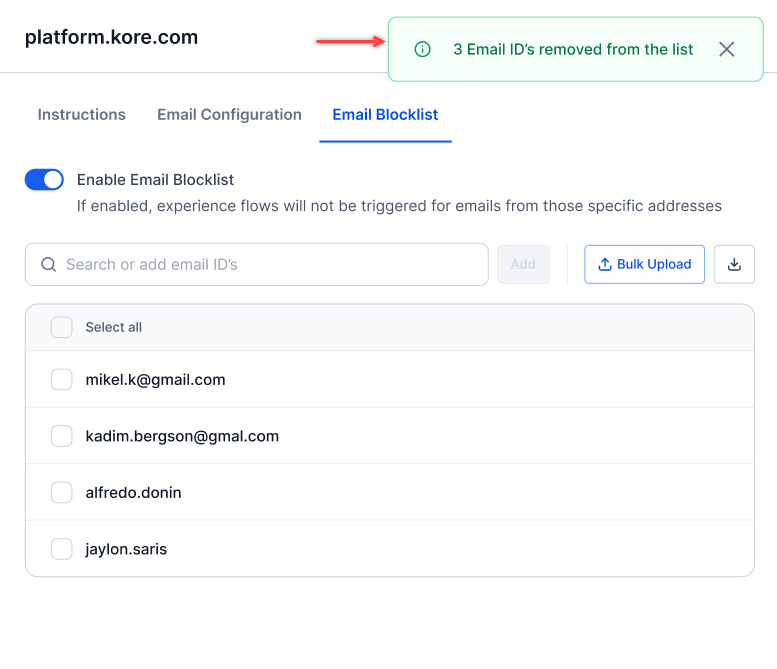 platform.kore.com
3 Email ID’s removed from the list
Instructions
Email Configuration
Email Blocklist
Enable Email Blocklist
If enabled, experience flows will not be triggered for emails from those specific addresses
Search or add email ID’s
Add
Bulk Upload
Select all
mikel.k@gmail.com
kadim.bergson@gmal.com
alfredo.donin
jaylon.saris